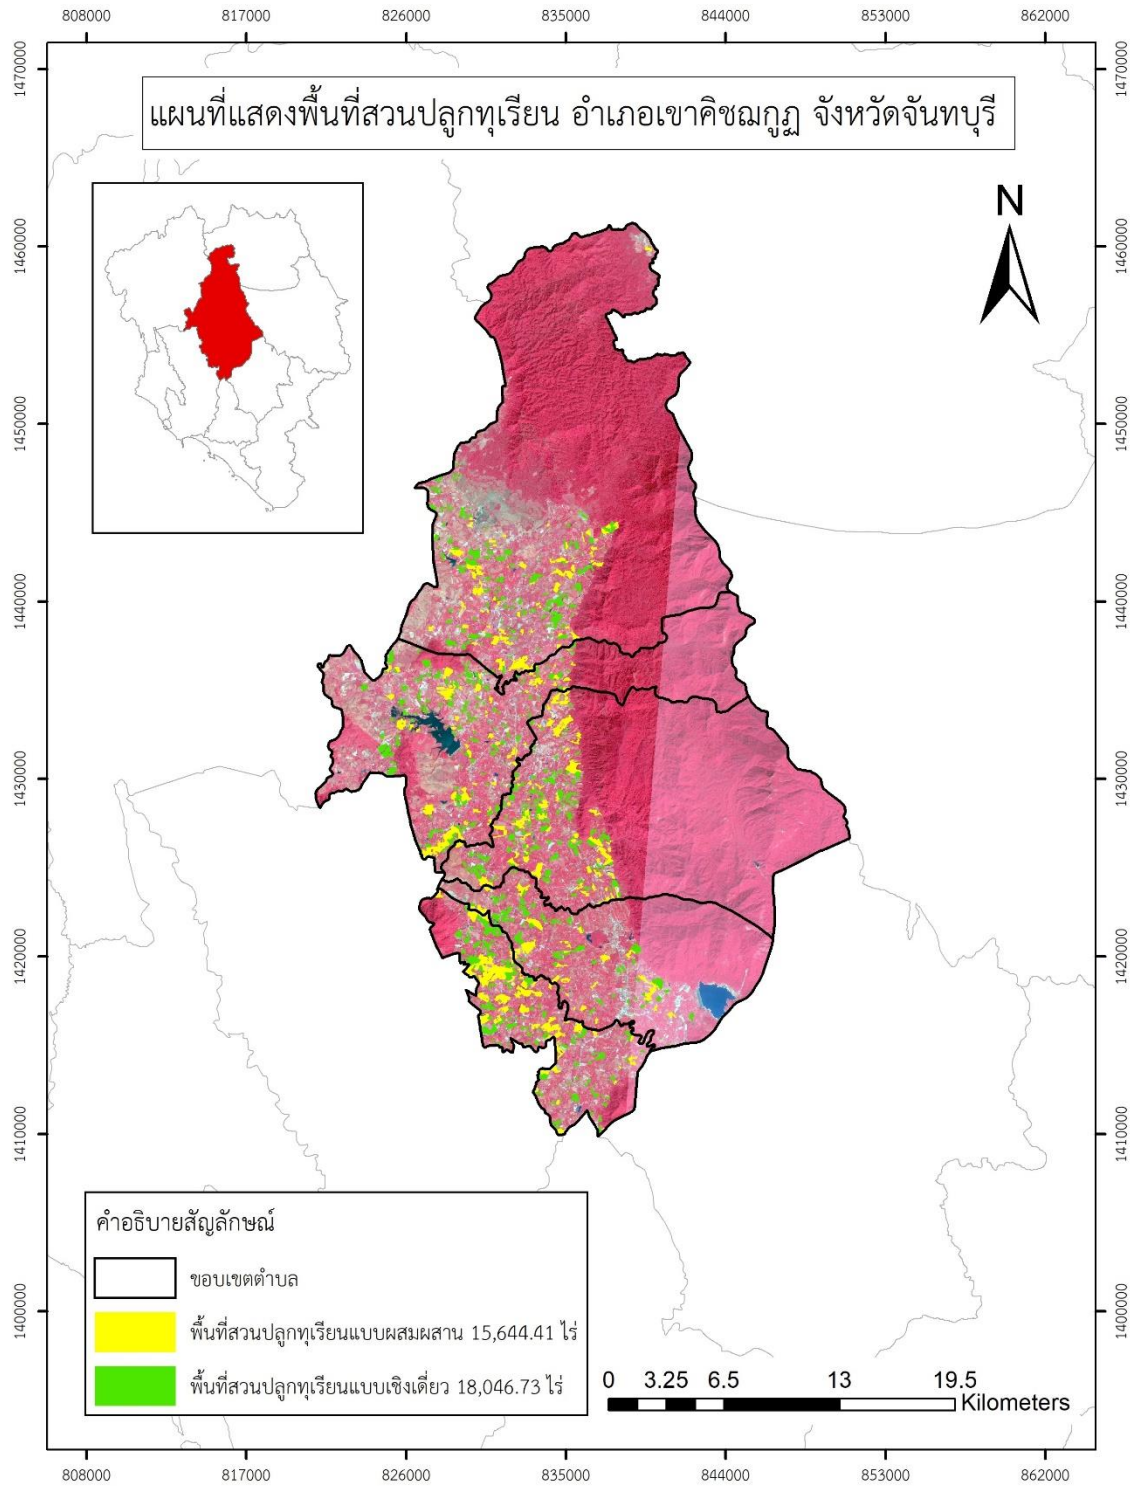 808000 817000 826000 835000 844000 853000 862000
แผนที่แสดงพื้นที่สวนปลูกทุเรียน อำเภอเขาคิชฌกูฏ จังหวัดจันทบุรี
N
1470000 1470000
1460000 1460000
1450000 1450000
1440000 1440000
1430000 1430000
1420000 1420000
1410000 1410000
1400000 1400000
คำอธิบายสัญลักษณ์
ขอบเขตตำบล
พื้นที่สวนปลูกทุเรียนแบบผสมผสาน 15,644.41 ไร่
พื้นที่สวนปลูกทุเรียนแบบเชิงเดี่ยว 18,046.73 ไร่
0 3.25 6.5 13 19.5
Kilometers
808000 817000 826000 835000 844000 853000 862000